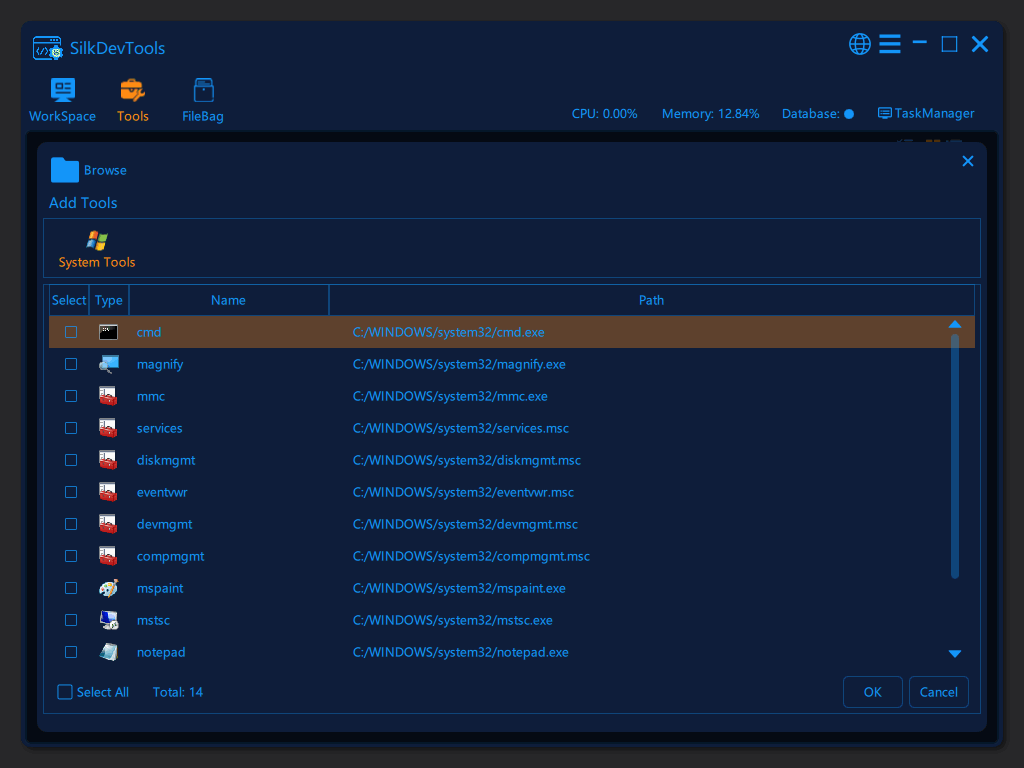 SilkDevTools
WorkSpace Tools FileBag CPU: 0.00% Memory: 12.84% Database: TaskManager
Browse
Add Tools
System Tools
Select Type Name Path
cmd C:/WINDOWS/system32/cmd.exe
magnify C:/WINDOWS/system32/magnify.exe
mmc C:/WINDOWS/system32/mmc.exe
services C:/WINDOWS/system32/services.msc
diskmgmt C:/WINDOWS/system32/diskmgmt.msc
eventvwr C:/WINDOWS/system32/eventvwr.msc
devmgmt C:/WINDOWS/system32/devmgmt.msc
compmgmt C:/WINDOWS/system32/compmgmt.msc
mspaint C:/WINDOWS/system32/mspaint.exe
mstsc C:/WINDOWS/system32/mstsc.exe
notepad C:/WINDOWS/system32/notepad.exe
Select All Total: 14 OK Cancel